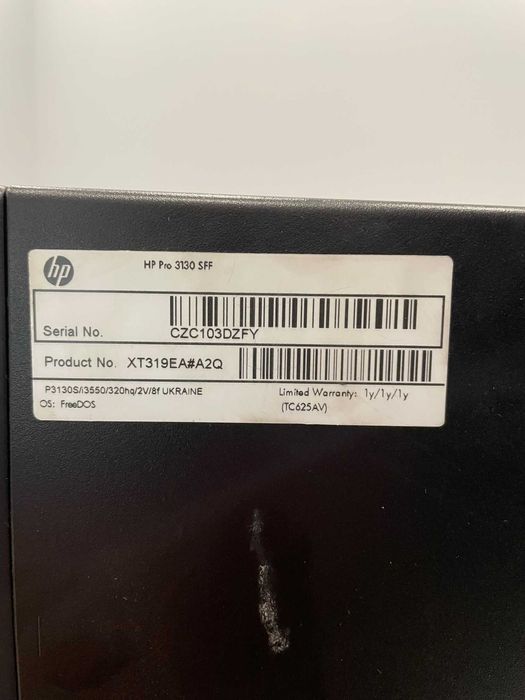 hp
HP Pro 3130 SFF
Serial No. CZC103DZFY
Product No. XT319EA#A2Q
P3130S/i3550/320hq/2V/8f UKRAINE
Limited Warranty: 1y/1y/1y
OS: FreeDOS
(TC625AV)